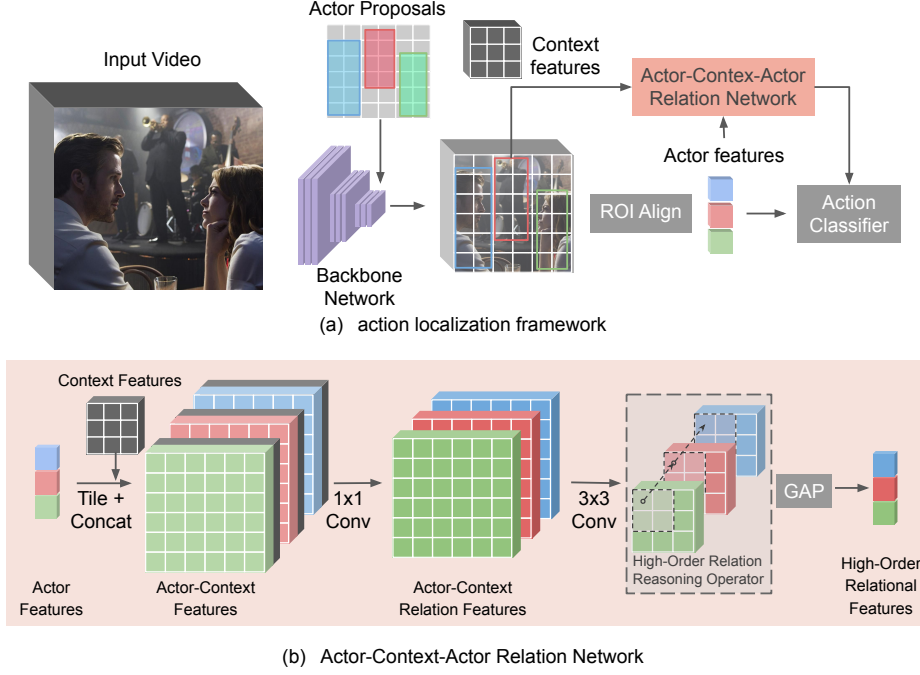 Actor Proposals
Input Video
Context
features
Actor-Contex-Actor
Relation Network
Actor features
ROI Align
Action
Classifier
Backbone
Network
(a) action localization framework
Context Features
Tile +
Concat
1x1
Conv
3x3
Conv
GAP
High-Order Relation
Reasoning Operator
Actor
Features
Actor-Context
Features
Actor-Context
Relation Features
High-Order
Relational
Features
(b) Actor-Context-Actor Relation Network